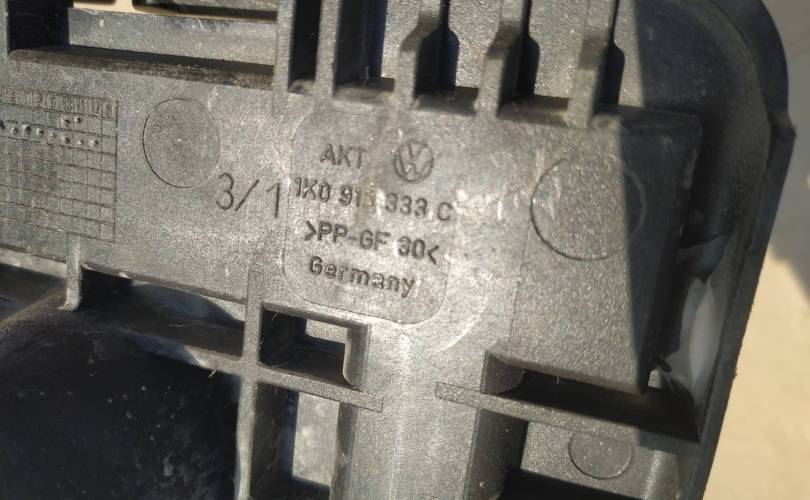 AKT
3/1
1K0 915 333 C
>PP-GF 30<
Germany